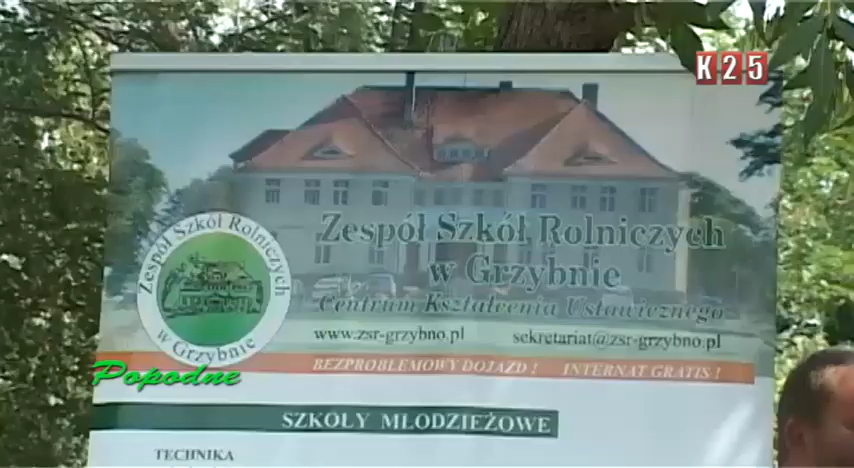 K25
Zespół Szkół Rolniczych
w Grzybnie
Zespół Szkół Rolniczych
w Grzybnie
Centrum Kształcenia Ustawicznego
www.zsr-grzybno.pl sekretariat@zsr-grzybno.pl
BEZPROBLEMOWY DOJAZD ! INTERNAT GRATIS !
Popodne
SZKOŁY MŁODZIEŻOWE
TECHNIKA